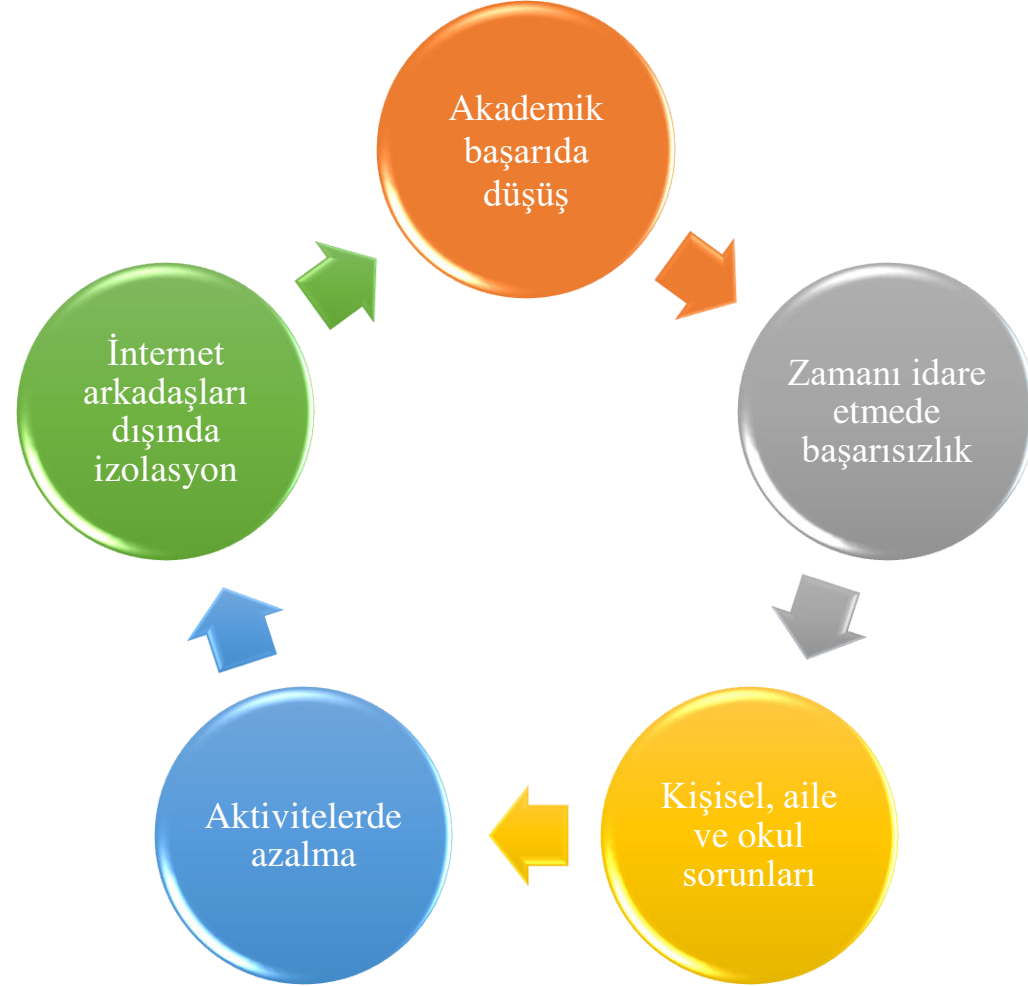 Akademik
başarıda
düşüş
Zamanı idare
etmede
başarısızlık
Kişisel, aile
ve okul
sorunları
Aktivitelerde
azalma
İnternet
arkadaşları
dışında
izolasyon